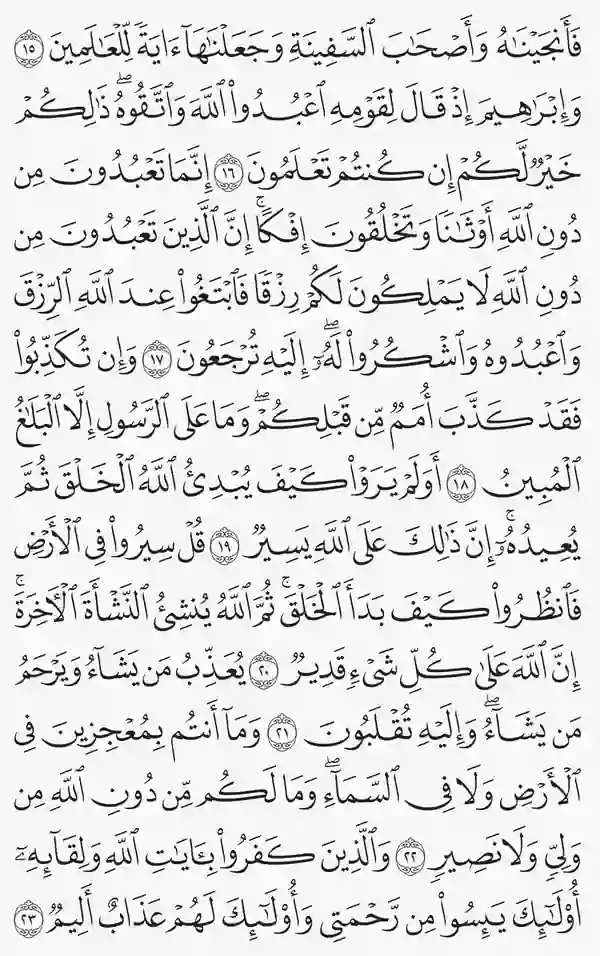 فَأَنجَيْنَٰهُ وَأَصْحَٰبَ ٱلسَّفِينَةِ وَجَعَلْنَٰهَآ ءَايَةً لِّلْعَٰلَمِينَ ١٥
وَإِبْرَٰهِيمَ إِذْ قَالَ لِقَوْمِهِ ٱعْبُدُوا۟ ٱللَّهَ وَٱتَّقُوهُ ۖ ذَٰلِكُمْ
خَيْرٌ لَّكُمْ إِن كُنتُمْ تَعْلَمُونَ ١٦ إِنَّمَا تَعْبُدُونَ مِن
دُونِ ٱللَّهِ أَوْثَٰنًا وَتَخْلُقُونَ إِفْكًا ۚ إِنَّ ٱلَّذِينَ تَعْبُدُونَ مِن
دُونِ ٱللَّهِ لَا يَمْلِكُونَ لَكُمْ رِزْقًا فَٱبْتَغُوا۟ عِندَ ٱللَّهِ ٱلرِّزْقَ
وَٱعْبُدُوهُ وَٱشْكُرُوا۟ لَهُۥٓ ۖ إِلَيْهِ تُرْجَعُونَ ١٧ وَإِن تُكَذِّبُوا۟
فَقَدْ كَذَّبَ أُمَمٌ مِّن قَبْلِكُمْ ۖ وَمَا عَلَى ٱلرَّسُولِ إِلَّا ٱلْبَلَٰغُ
ٱلْمُبِينُ ١٨ أَوَلَمْ يَرَوْا۟ كَيْفَ يُبْدِئُ ٱللَّهُ ٱلْخَلْقَ ثُمَّ
يُعِيدُهُۥٓ ۚ إِنَّ ذَٰلِكَ عَلَى ٱللَّهِ يَسِيرٌ ١٩ قُلْ سِيرُوا۟ فِى ٱلْأَرْضِ
فَٱنظُرُوا۟ كَيْفَ بَدَأَ ٱلْخَلْقَ ۚ ثُمَّ ٱللَّهُ يُنشِئُ ٱلنَّشْأَةَ ٱلْءَاخِرَةَ ۚ
إِنَّ ٱللَّهَ عَلَىٰ كُلِّ شَىْءٍ قَدِيرٌ ٢٠ يُعَذِّبُ مَن يَشَآءُ وَيَرْحَمُ
مَن يَشَآءُ ۖ وَإِلَيْهِ تُقْلَبُونَ ٢١ وَمَآ أَنتُم بِمُعْجِزِينَ فِى
ٱلْأَرْضِ وَلَا فِى ٱلسَّمَآءِ ۖ وَمَا لَكُم مِّن دُونِ ٱللَّهِ مِن
وَلِىٍّ وَلَا نَصِيرٍ ٢٢ وَٱلَّذِينَ كَفَرُوا۟ بِـَٔايَٰتِ ٱللَّهِ وَلِقَآئِهِۦٓ
أُو۟لَٰٓئِكَ يَئِسُوا۟ مِن رَّحْمَتِى وَأُو۟لَٰٓئِكَ لَهُمْ عَذَابٌ أَلِيمٌ ٢٣